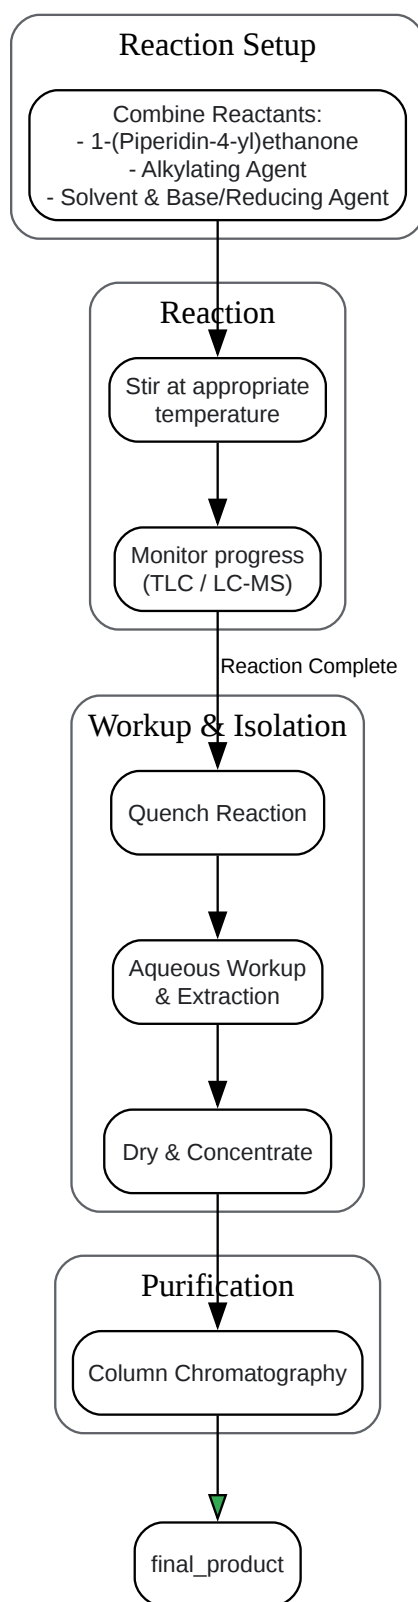 Reaction Setup
Combine Reactants:
- 1-(Piperidin-4-yl)ethanone
- Alkylating Agent
- Solvent & Base/Reducing Agent
Reaction
Stir at appropriate
temperature
Monitor progress
(TLC / LC-MS)
Reaction Complete
Workup & Isolation
Quench Reaction
Aqueous Workup
& Extraction
Dry & Concentrate
Purification
Column Chromatography
final_product